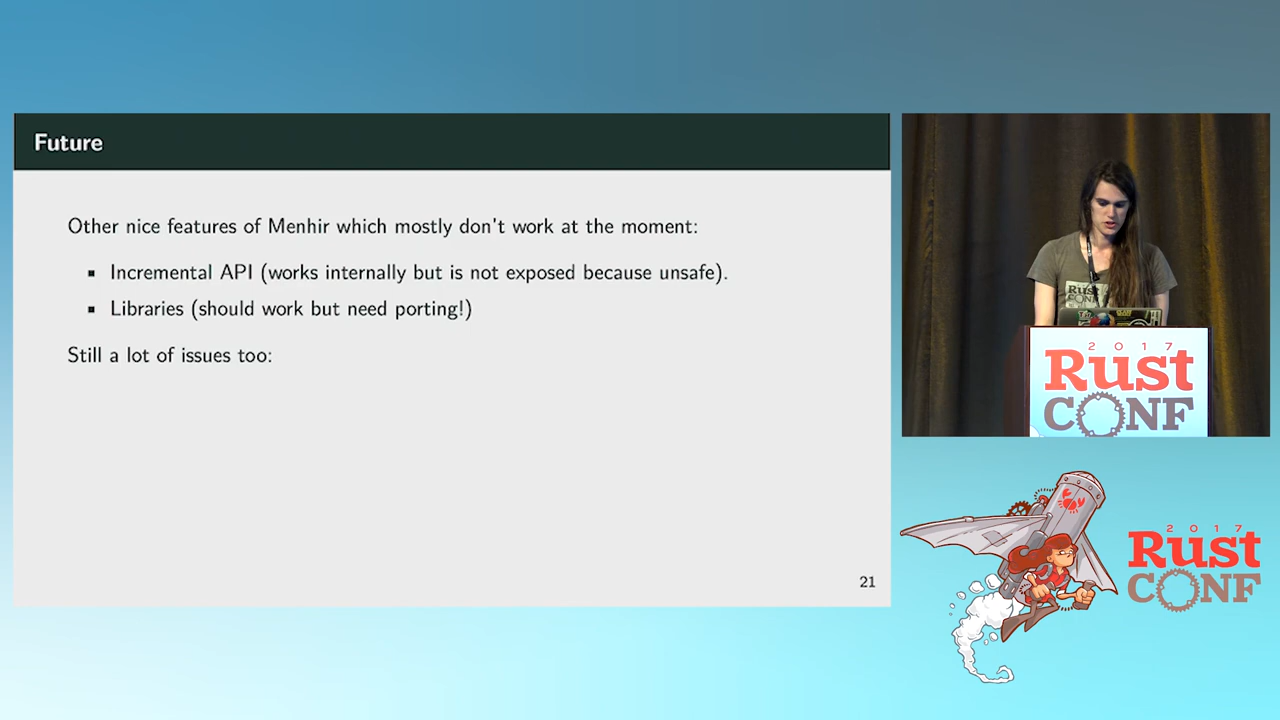 Future
Other nice features of Menhir which mostly don't work at the moment:
▪ Incremental API (works internally but is not exposed because unsafe).
▪ Libraries (should work but need porting!)
Still a lot of issues too:
21
Rust
CONF
2017
Rust
CONF
2017
Rust
CONF